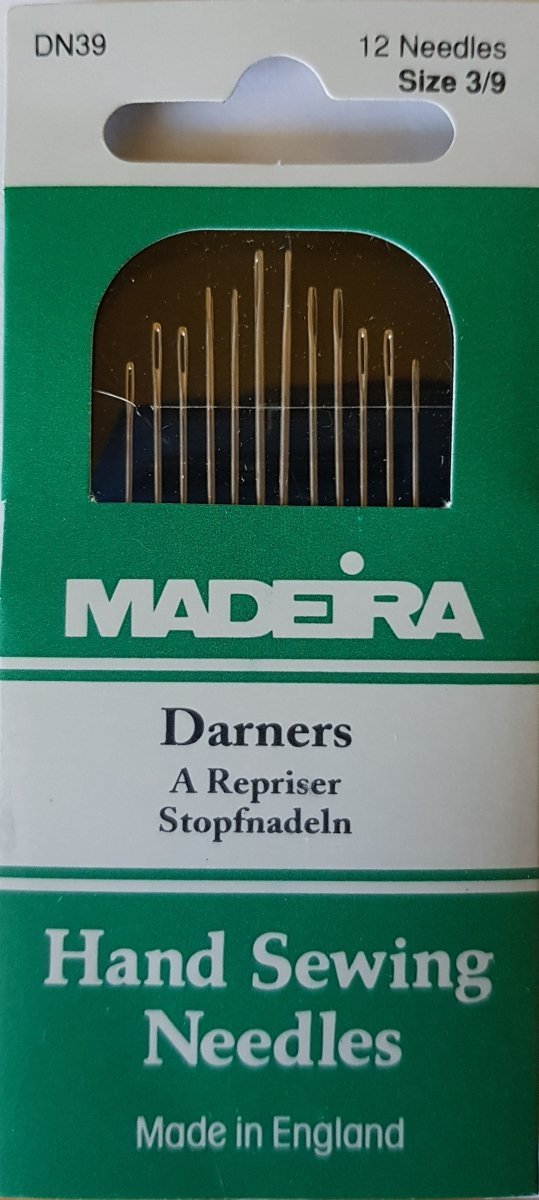 DN39
12 Needles
Size 3/9
MADEIRA
Darners
A Repriser
Stopfnadeln
Hand Sewing
Needles
Made in England